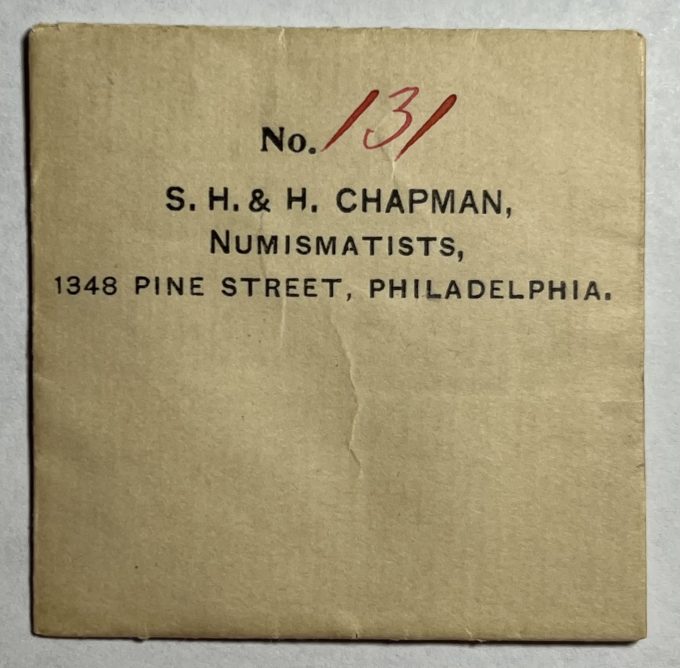 No. 131
S. H. & H. CHAPMAN,
NUMISMATISTS,
1348 PINE STREET, PHILADELPHIA.